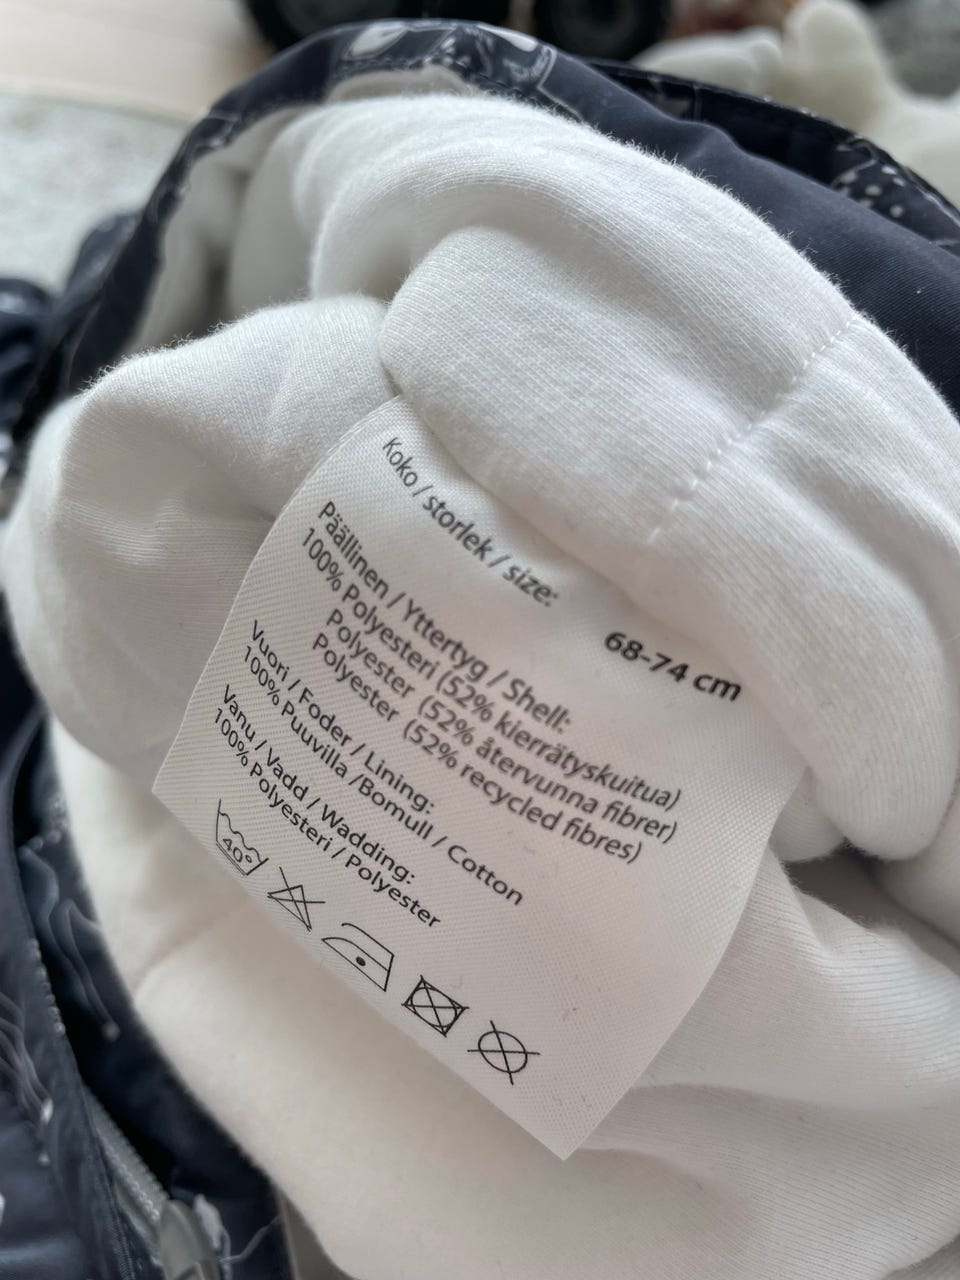 Koko / storlek / size:
68-74 cm
Päällinen / Yttertyg / Shell:
100% Polyesteri (52% kierrätyskuitua)
Polyester (52% återvunna fibrer)
Polyester (52% recycled fibres)
Vuori / Foder / Lining:
100% Puuvilla /Bomull / Cotton
Vanu / Vadd / Wadding:
100% Polyesteri / Polyester
40°